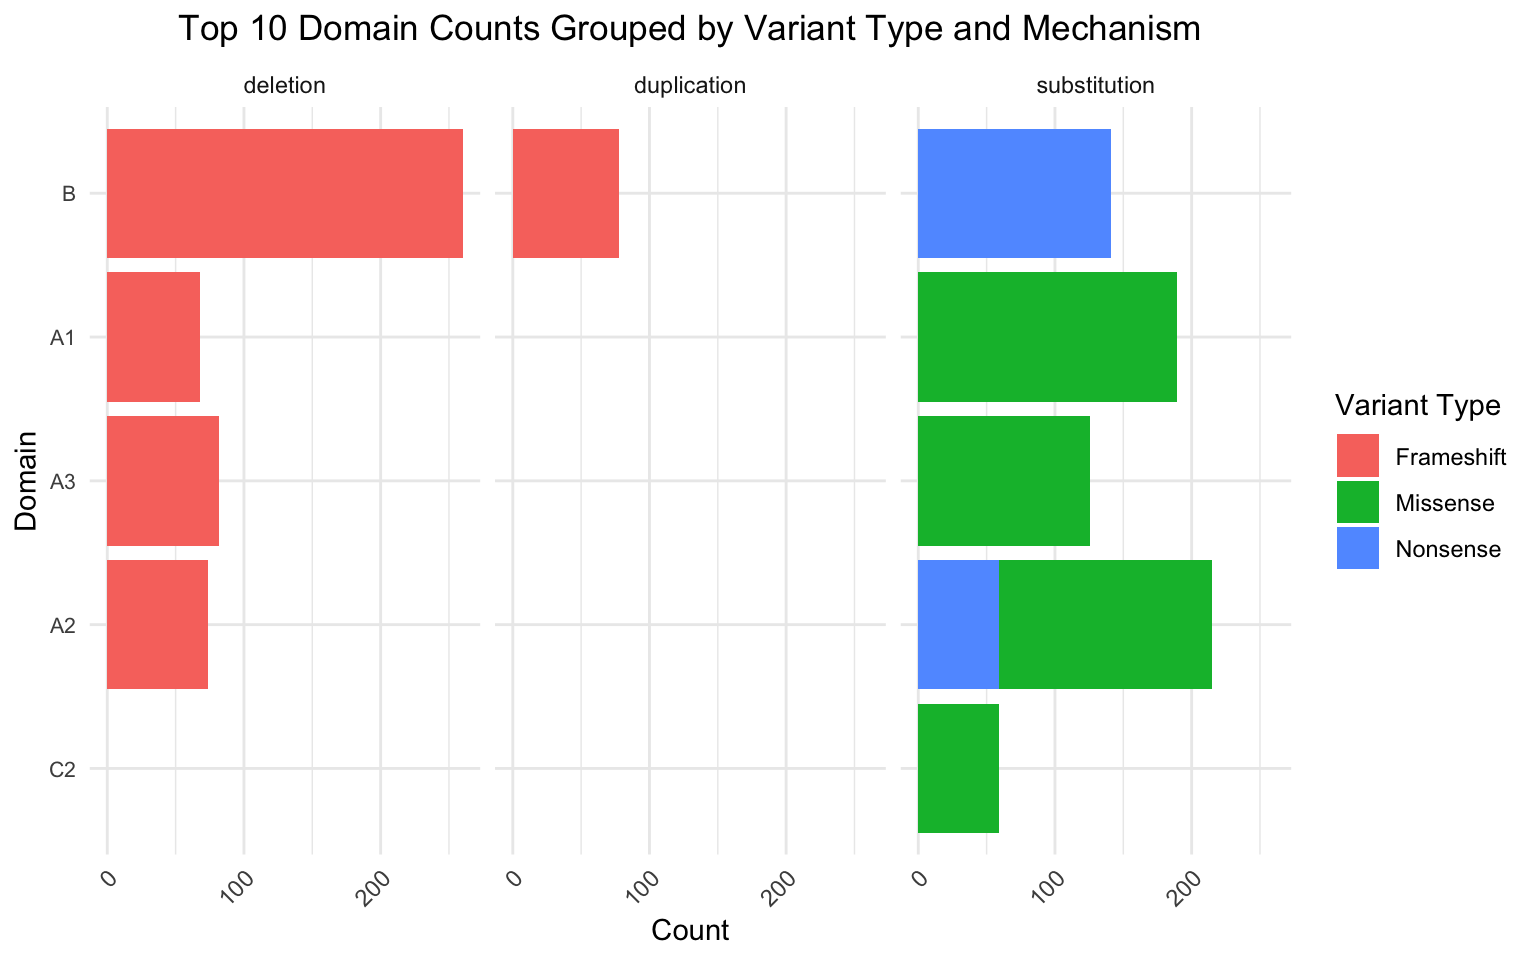 Top 10 Domain Counts Grouped by Variant Type and Mechanism
deletion
duplication
substitution
B
A1
A3
A2
C2
Domain
0
100
200
0
100
200
0
100
200
Count
Variant Type
Frameshift
Missense
Nonsense